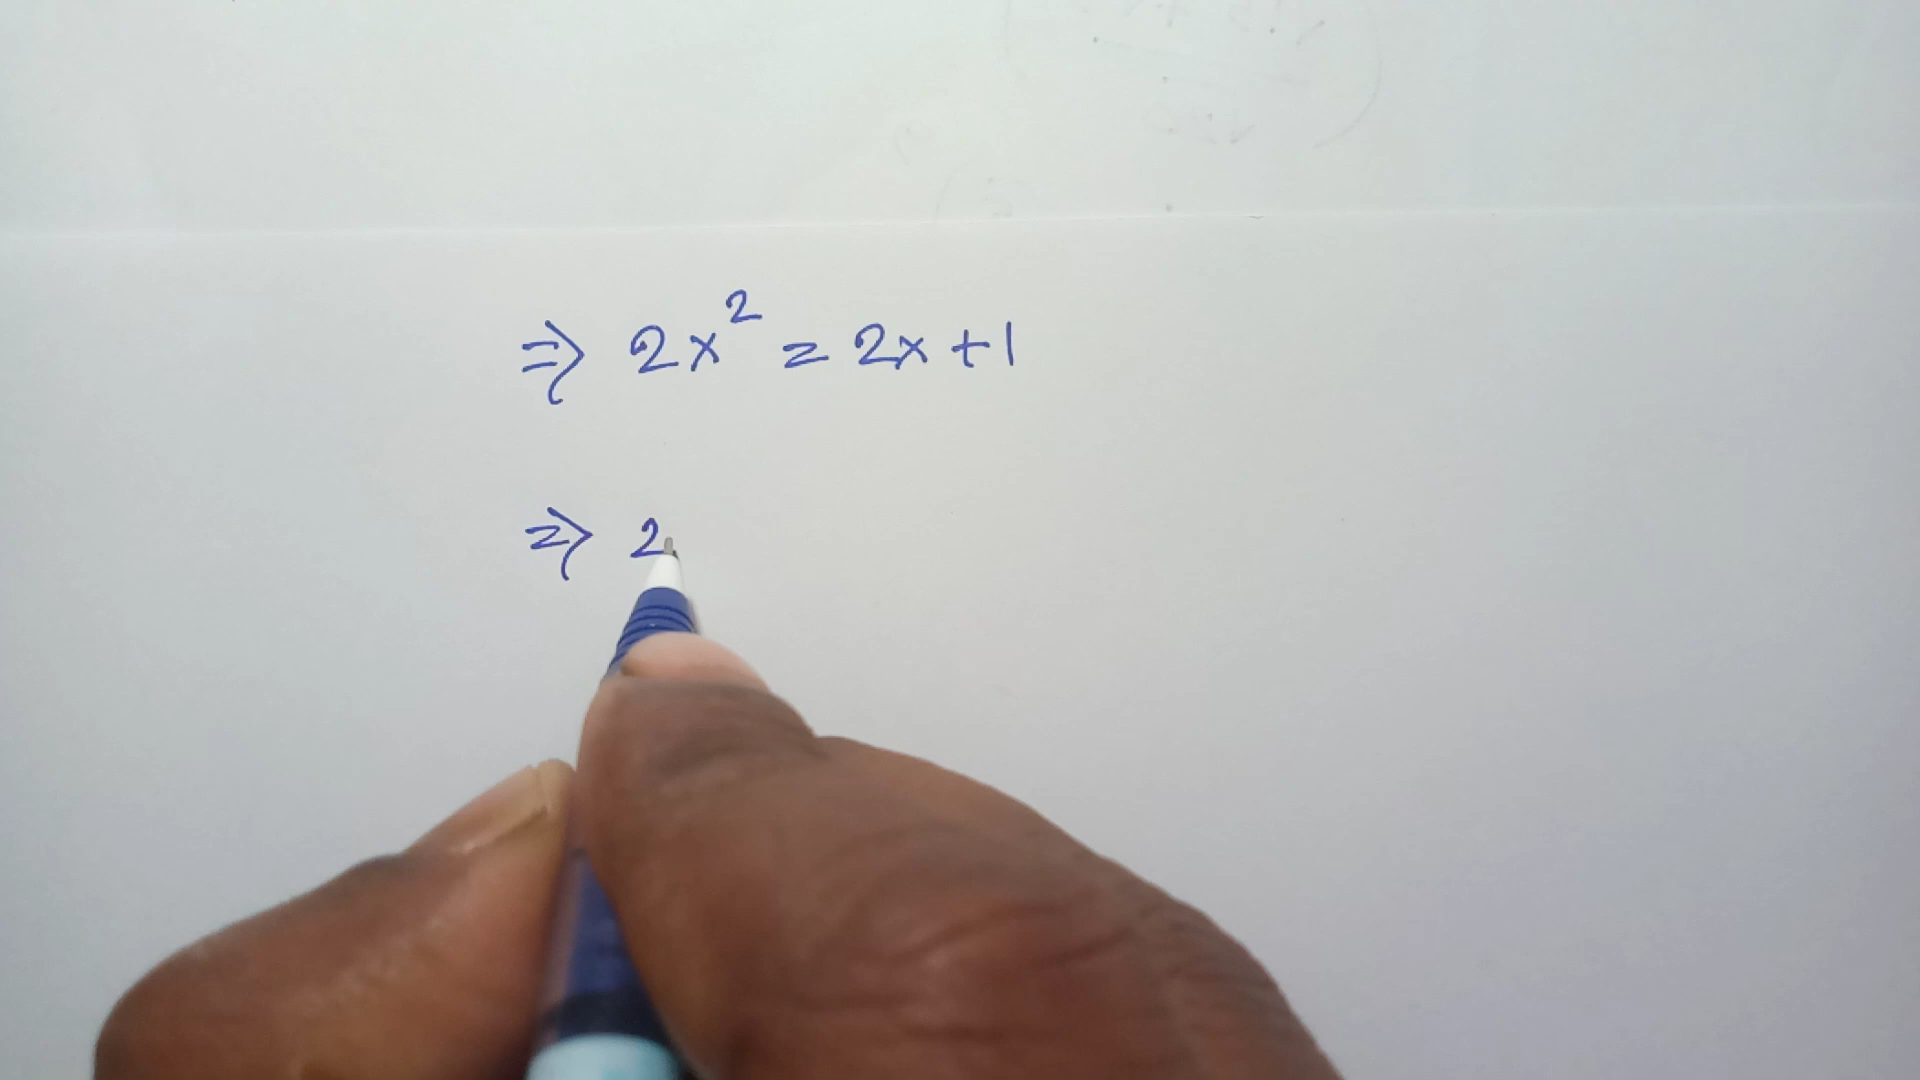 ⇒ 2x² = 2x + 1
⇒ 2